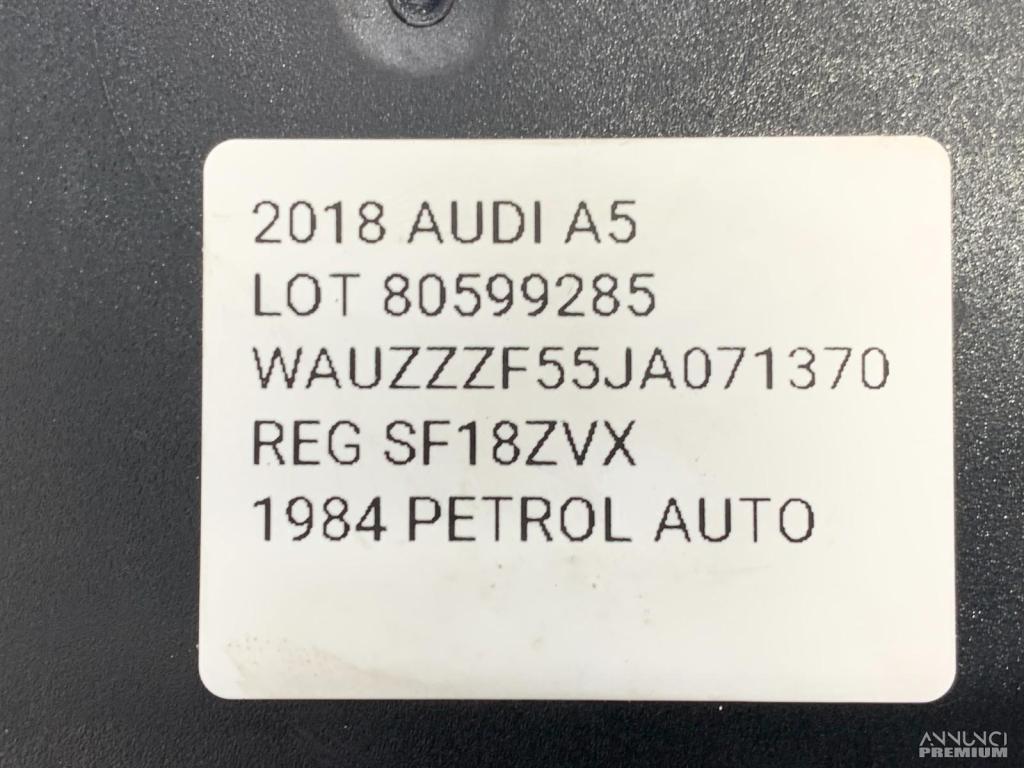 2018 AUDI A5
LOT 80599285
WAUZZZF55JA071370
REG SF18ZVX
1984 PETROL AUTO
ANNUNCI
PREMIUM